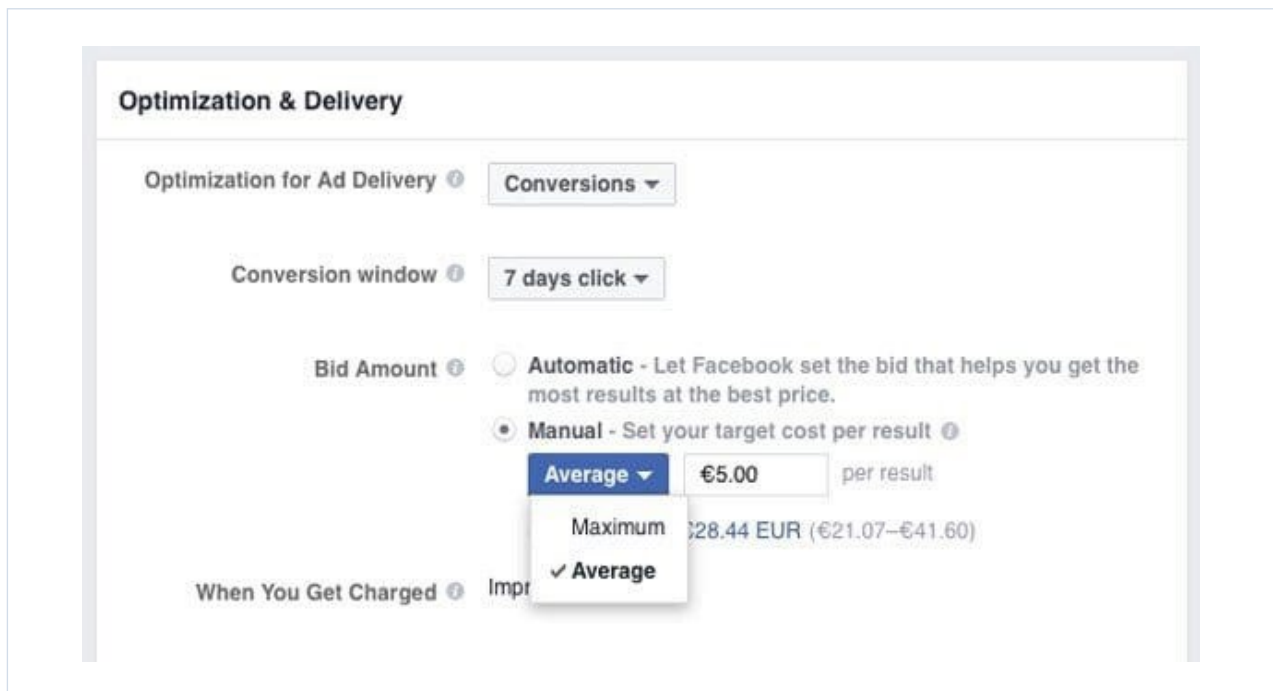 Optimization & Delivery
Optimization for Ad Delivery
Conversions
Conversion window
7 days click
Bid Amount
Automatic - Let Facebook set the bid that helps you get the
most results at the best price.
Manual - Set your target cost per result
Average
€5.00 per result
Maximum
28.44 EUR (€21.07–€41.60)
Average
When You Get Charged